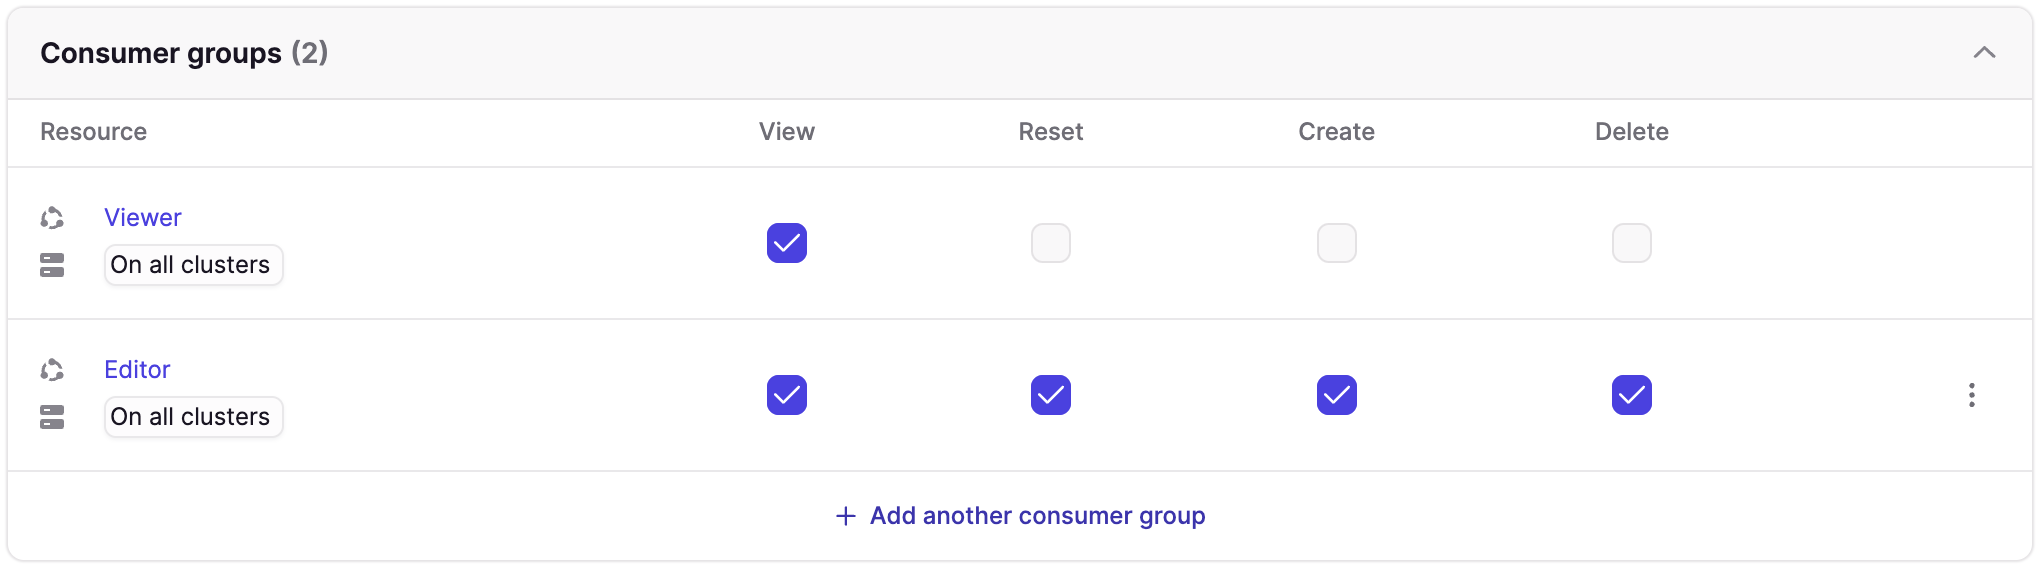 Consumer groups (2)
Resource View Reset Create Delete
Viewer
On all clusters
Editor
On all clusters
Add another consumer group